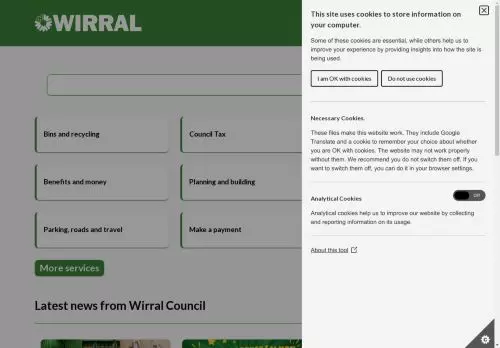 WIRRAL
Bins and recycling
Council Tax
Benefits and money
Planning and building
Parking, roads and travel
Make a payment
More services
Latest news from Wirral Council
This site uses cookies to store information on
your computer.
Some of these cookies are essential, while others help us to
improve your experience by providing insights into how the site is
being used.
I am OK with cookies
Do not use cookies
Necessary Cookies.
These files make this website work. They include Google
Translate and a cookie to remember your choice about whether
you are OK with cookies. The website may not work properly
without them. We recommend you do not switch them off. If you
want to switch them off, you can do it in your browser settings.
Analytical Cookies
Off
Analytical cookies help us to improve our website by collecting
and reporting information on its usage.
About this tool